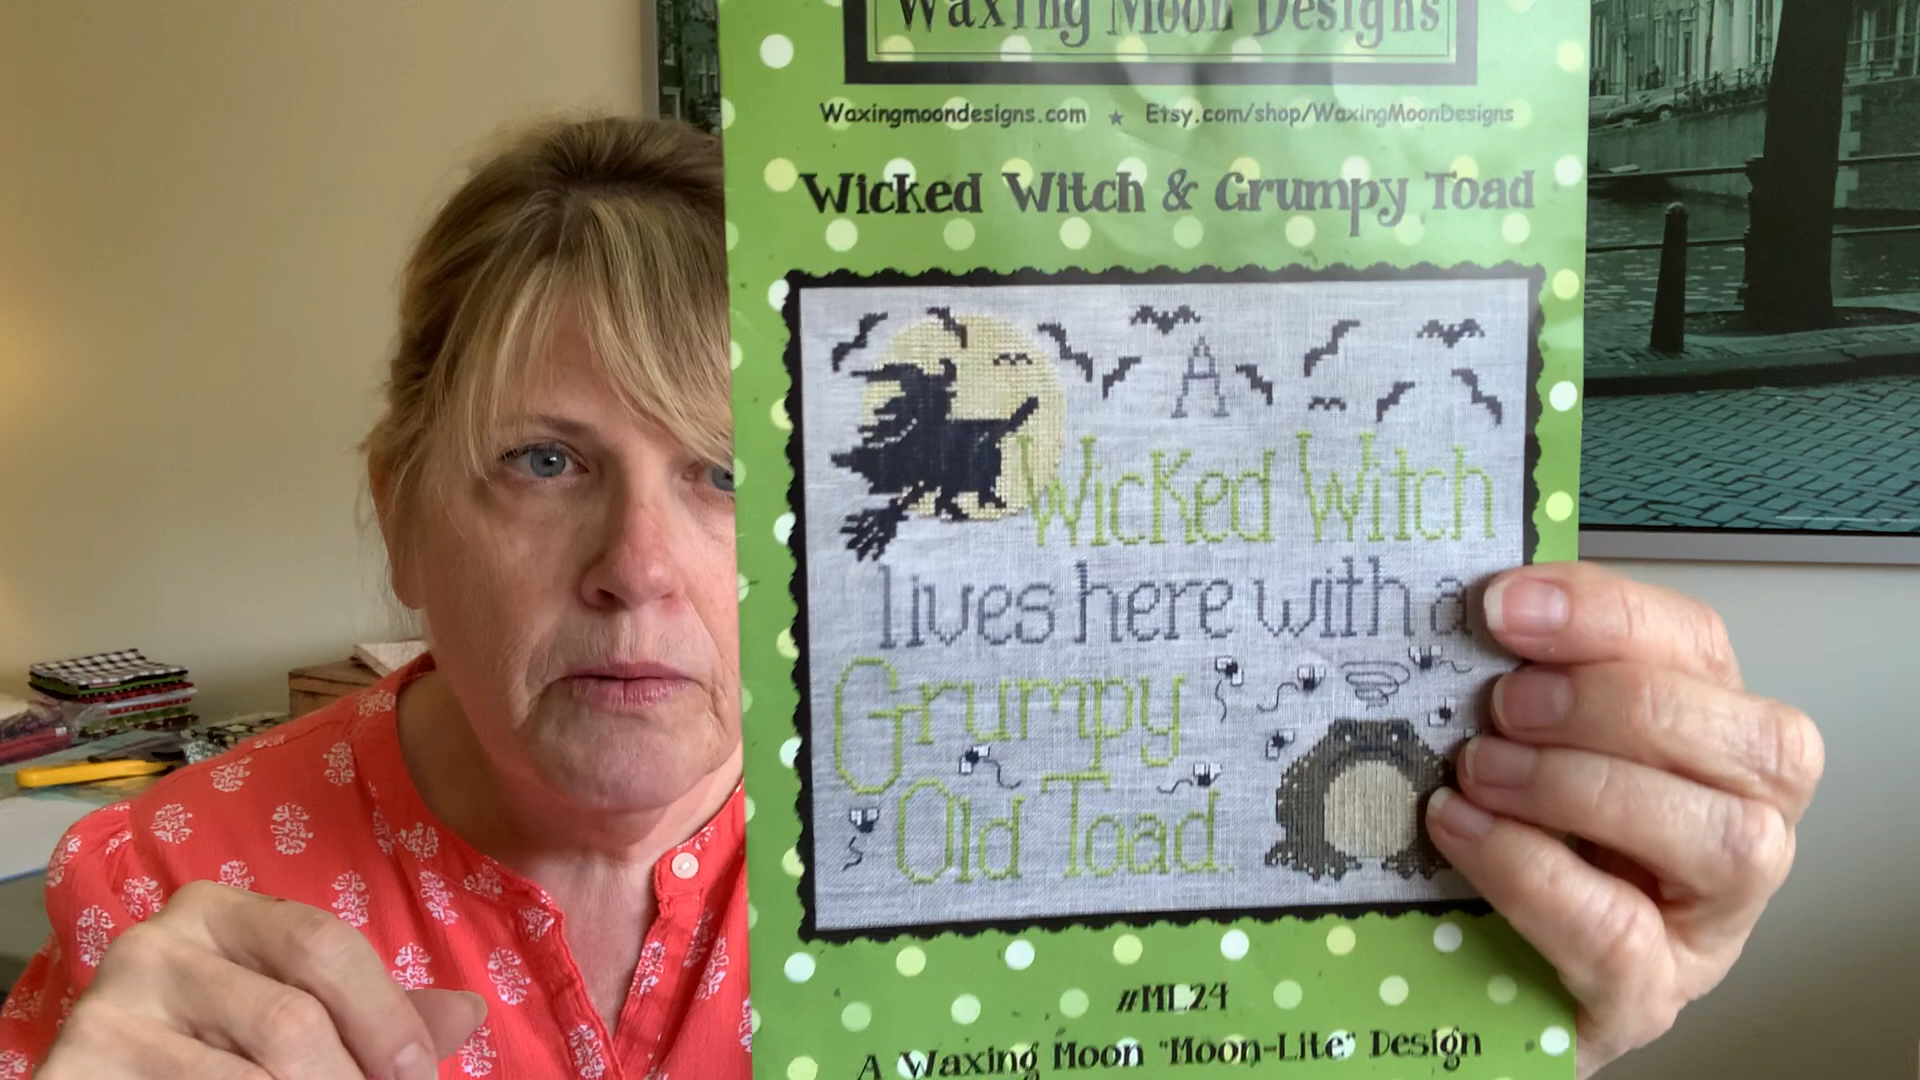 Waxing Moon Designs
Waxingmoondesigns.com ★ Etsy.com/shop/WaxingMoonDesigns
Wicked Witch & Grumpy Toad
A
Wicked Witch
lives here with a
Grumpy
Old Toad.
#ML24
A Waxing Moon "Moon-Lite" Design